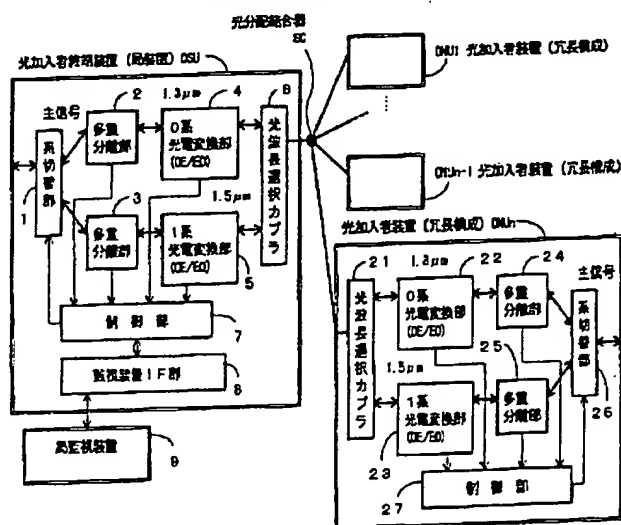 光分配結合器
SC
光加入者終端装置（局装置）OSU
主信号
2
1.3μm
4
6
系切替部
1
多重
分離部
0系
光電変換部
(OE/EO)
光波長選択カプラ
3
1.5μm
多重
分離部
1系
光電変換部
(OE/EO)
5
制御部
7
監視装置IF部
8
局監視装置
9
ONU1 光加入者装置（冗長構成）
ONUn-1 光加入者装置（冗長構成）
光加入者装置（冗長構成）ONUn
21
1.3μm
22
24
主信号
光波長選択カプラ
0系
光電変換部
(OE/EO)
多重
分離部
系切替部
26
25
1.5μm
1系
光電変換部
(OE/EO)
23
多重
分離部
制御部
27